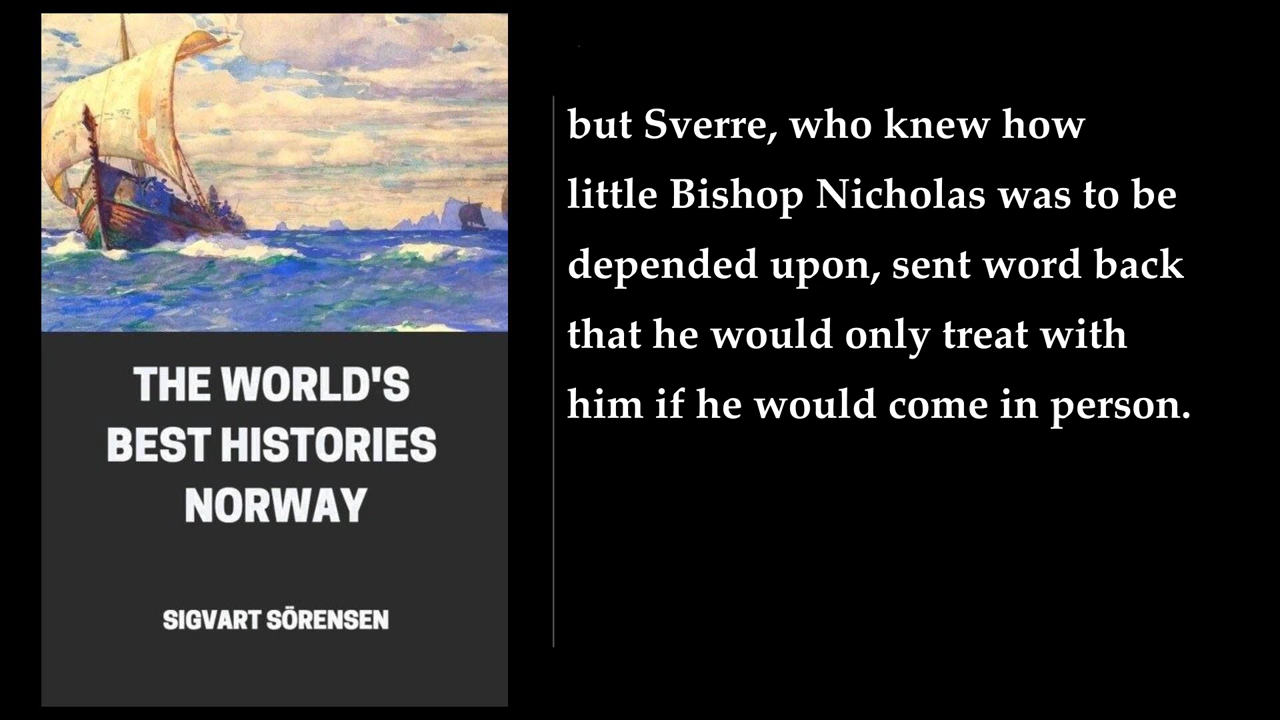 THE WORLD'S
BEST HISTORIES
NORWAY
SIGVART SÖRENSEN
but Sverre, who knew how
little Bishop Nicholas was to be
depended upon, sent word back
that he would only treat with
him if he would come in person.